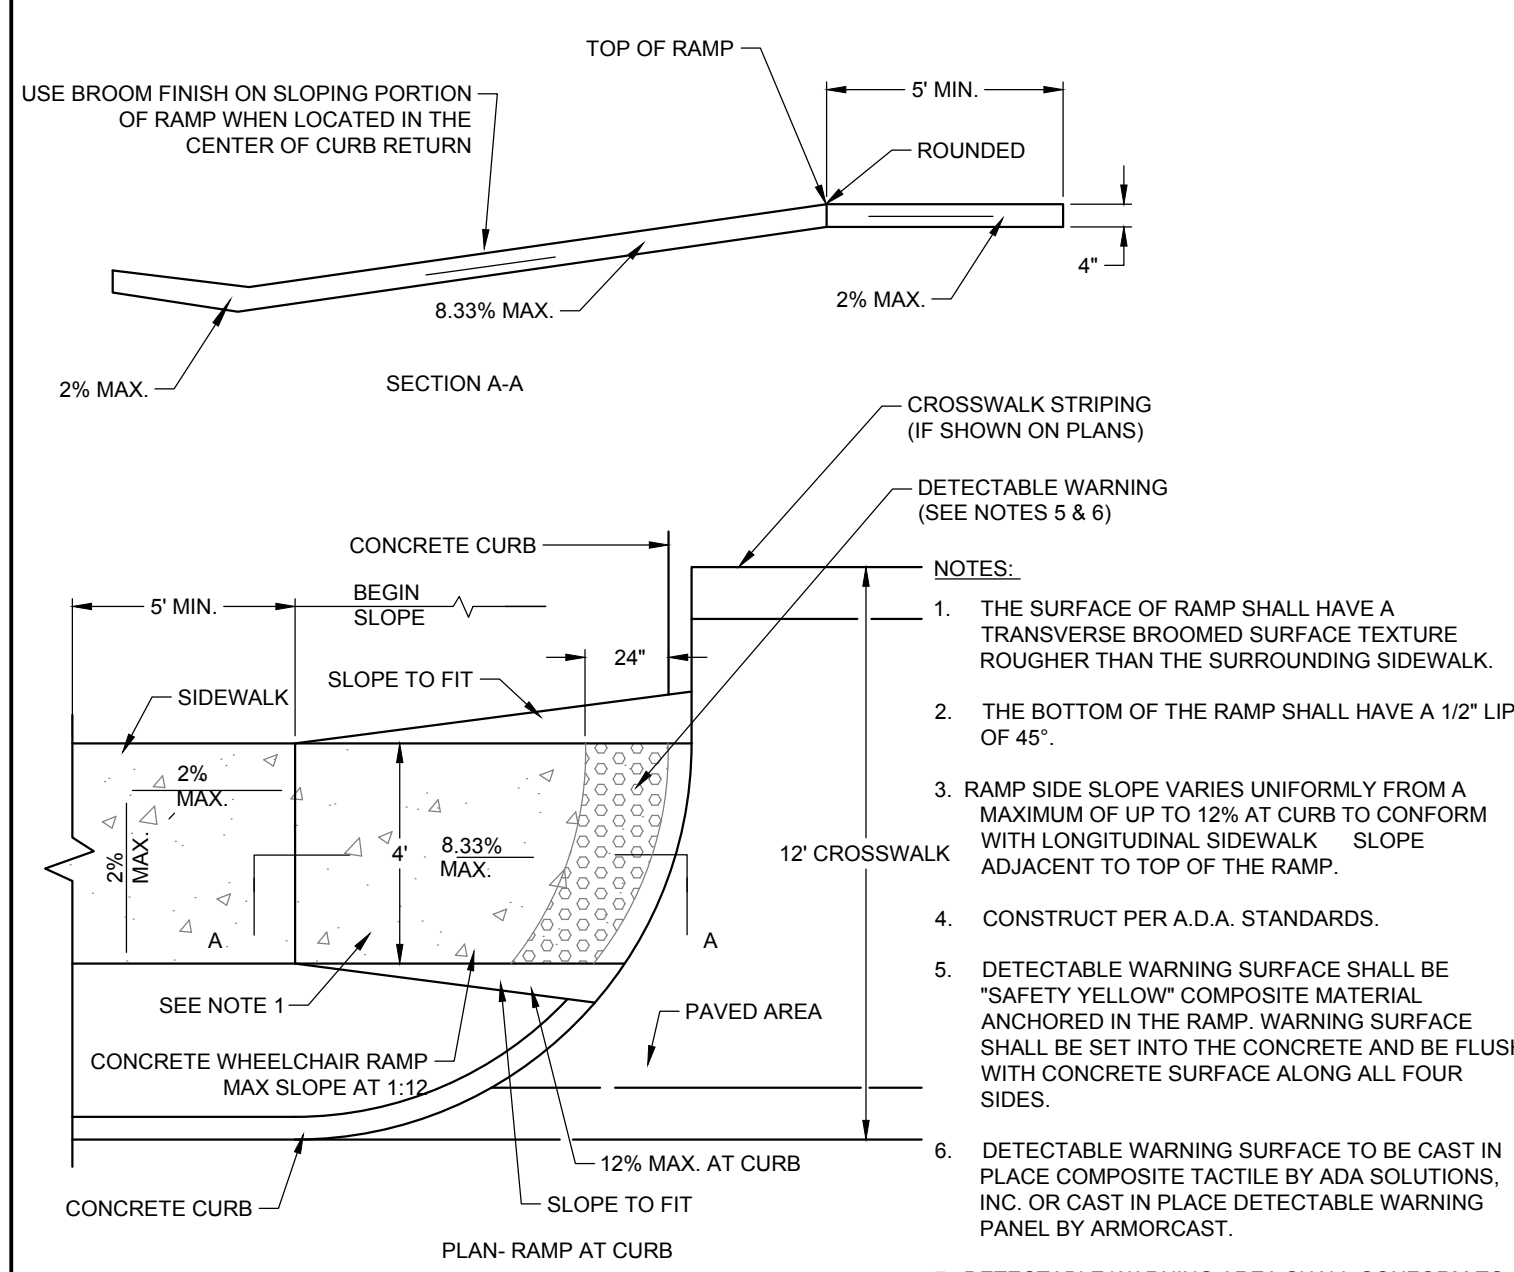 TOP OF RAMP
USE BROOM FINISH ON SLOPING PORTION
OF RAMP WHEN LOCATED IN THE
CENTER OF CURB RETURN
5' MIN.
ROUNDED
4"
8.33% MAX.
2% MAX.
2% MAX.
SECTION A-A
CROSSWALK STRIPING
(IF SHOWN ON PLANS)
DETECTABLE WARNING
(SEE NOTES 5 & 6)
CONCRETE CURB
5' MIN.
BEGIN
SLOPE
24"
SLOPE TO FIT
SIDEWALK
2%
MAX.
2%
MAX.
4'
8.33%
MAX.
12' CROSSWALK
A
A
SEE NOTE 1
PAVED AREA
CONCRETE WHEELCHAIR RAMP
MAX SLOPE AT 1:12
12% MAX. AT CURB
CONCRETE CURB
SLOPE TO FIT
PLAN- RAMP AT CURB
NOTES:
1. THE SURFACE OF RAMP SHALL HAVE A
TRANSVERSE BROOMED SURFACE TEXTURE
ROUGHER THAN THE SURROUNDING SIDEWALK.
2. THE BOTTOM OF THE RAMP SHALL HAVE A 1/2" LIP
OF 45°.
3. RAMP SIDE SLOPE VARIES UNIFORMLY FROM A
MAXIMUM OF UP TO 12% AT CURB TO CONFORM
WITH LONGITUDINAL SIDEWALK SLOPE
ADJACENT TO TOP OF THE RAMP.
4. CONSTRUCT PER A.D.A. STANDARDS.
5. DETECTABLE WARNING SURFACE SHALL BE
"SAFETY YELLOW" COMPOSITE MATERIAL
ANCHORED IN THE RAMP. WARNING SURFACE
SHALL BE SET INTO THE CONCRETE AND BE FLUSH
WITH CONCRETE SURFACE ALONG ALL FOUR
SIDES.
6. DETECTABLE WARNING SURFACE TO BE CAST IN
PLACE COMPOSITE TACTILE BY ADA SOLUTIONS,
INC. OR CAST IN PLACE DETECTABLE WARNING
PANEL BY ARMORCAST.